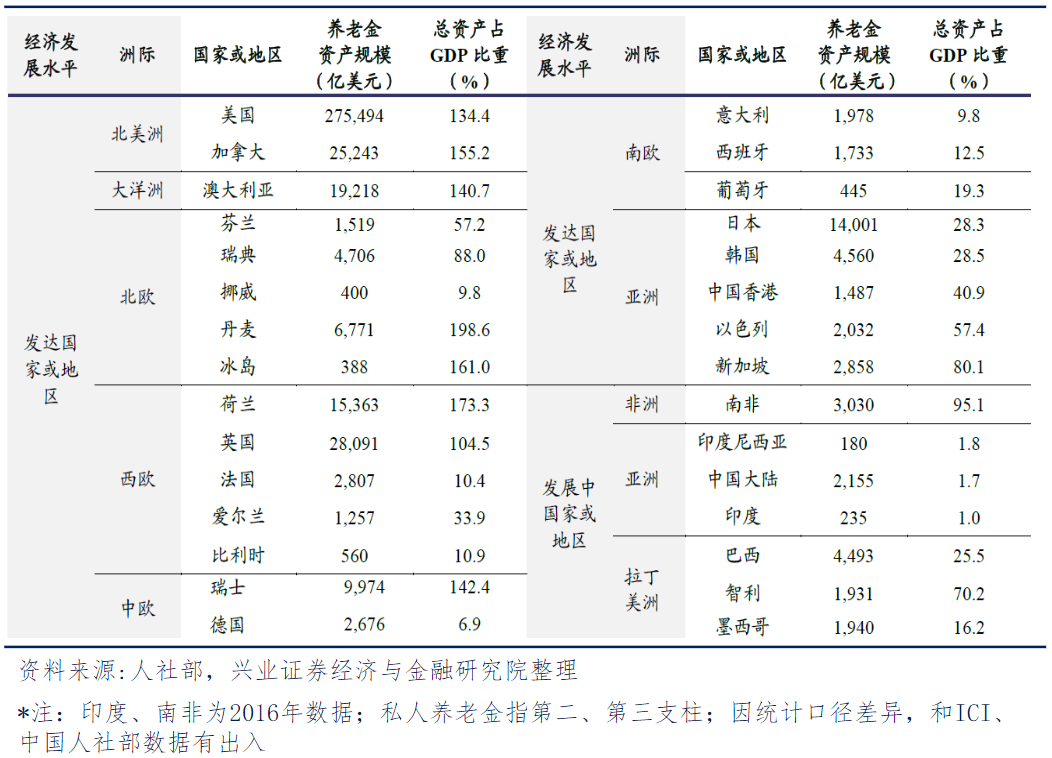 经济发展水平 洲际 国家或地区 养老金资产规模（亿美元） 总资产占GDP 比重（%） 经济发展水平 洲际 国家或地区 养老金资产规模（亿美元） 总资产占GDP 比重（%）
发达国家或地区 北美洲 美国 275,494 134.4 发达国家或地区 南欧 意大利 1,978 9.8
加拿大 25,243 155.2 西班牙 1,733 12.5
大洋洲 澳大利亚 19,218 140.7 葡萄牙 445 19.3
北欧 芬兰 1,519 57.2 亚洲 日本 14,001 28.3
瑞典 4,706 88.0 韩国 4,560 28.5
挪威 400 9.8 中国香港 1,487 40.9
丹麦 6,771 198.6 以色列 2,032 57.4
冰岛 388 161.0 新加坡 2,858 80.1
西欧 荷兰 15,363 173.3 发展中国家或地区 非洲 南非 3,030 95.1
英国 28,091 104.5 亚洲 印度尼西亚 180 1.8
法国 2,807 10.4 中国大陆 2,155 1.7
爱尔兰 1,257 33.9 印度 235 1.0
比利时 560 10.9 拉丁美洲 巴西 4,493 25.5
中欧 瑞士 9,974 142.4 智利 1,931 70.2
德国 2,676 6.9 墨西哥 1,940 16.2
资料来源:人社部，兴业证券经济与金融研究院整理
*注：印度、南非为2016年数据；私人养老金指第二、第三支柱；因统计口径差异，和ICI、
中国人社部数据有出入